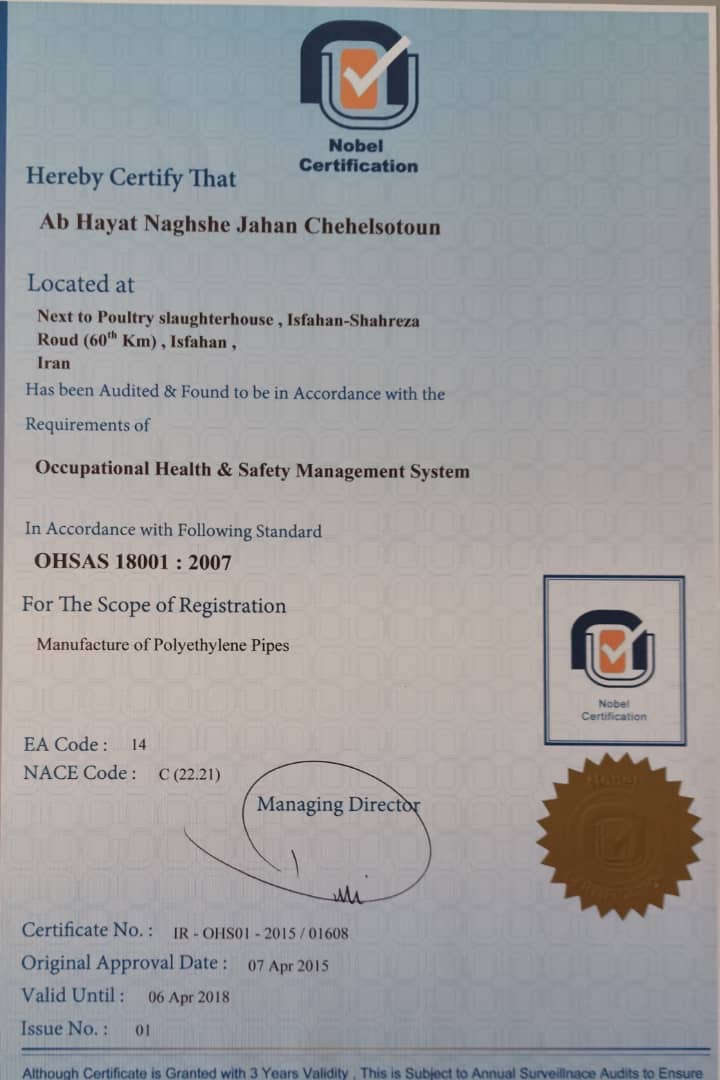 Nobel
Certification
Hereby Certify That
Ab Hayat Naghshe Jahan Chehelsotoun
Located at
Next to Poultry slaughterhouse , Isfahan-Shahreza
Roud (60th Km) , Isfahan ,
Iran
Has been Audited & Found to be in Accordance with the
Requirements of
Occupational Health & Safety Management System
In Accordance with Following Standard
OHSAS 18001 : 2007
For The Scope of Registration
Manufacture of Polyethylene Pipes
Nobel
Certification
EA Code : 14
NACE Code : C (22.21)
Managing Director
Certificate No. : IR - OHS01 - 2015 / 01608
Original Approval Date : 07 Apr 2015
Valid Until : 06 Apr 2018
Issue No. : 01
Although Certificate is Granted with 3 Years Validity , This is Subject to Annual Surveillnace Audits to Ensure